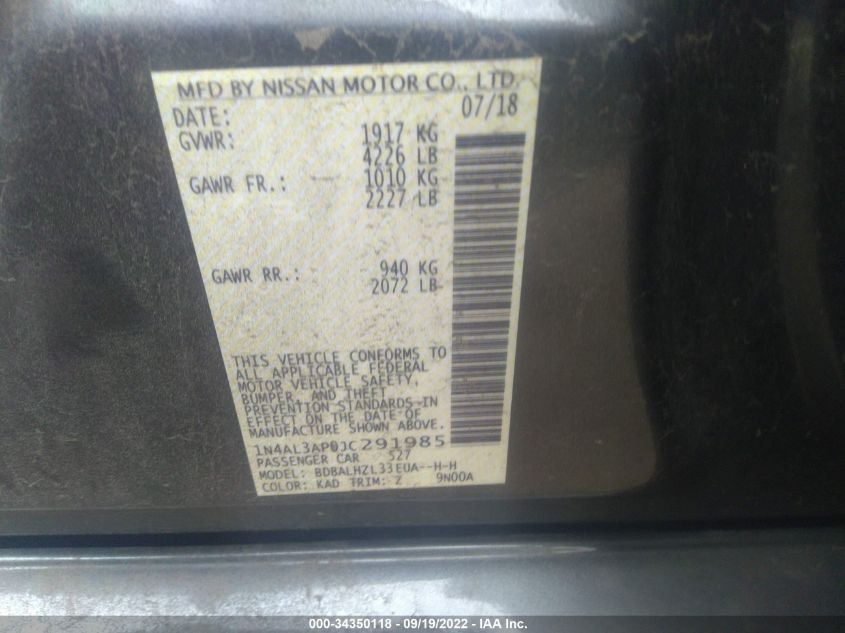 MFD BY NISSAN MOTOR CO., LTD.
DATE: 07/18
GVWR: 1917 KG
4226 LB
GAWR FR.: 1010 KG
2227 LB
GAWR RR.: 940 KG
2072 LB
THIS VEHICLE CONFORMS TO
ALL APPLICABLE FEDERAL
MOTOR VEHICLE SAFETY,
BUMPER, AND THEFT
PREVENTION STANDARDS IN
EFFECT ON THE DATE OF
MANUFACTURE SHOWN ABOVE.
1N4AL3AP0JC291985
PASSENGER CAR 527
MODEL: BDBALHZL33EUA--H-H
COLOR: KAD TRIM: Z 9N00A
000-34350118 - 09/19/2022 - IAA Inc.